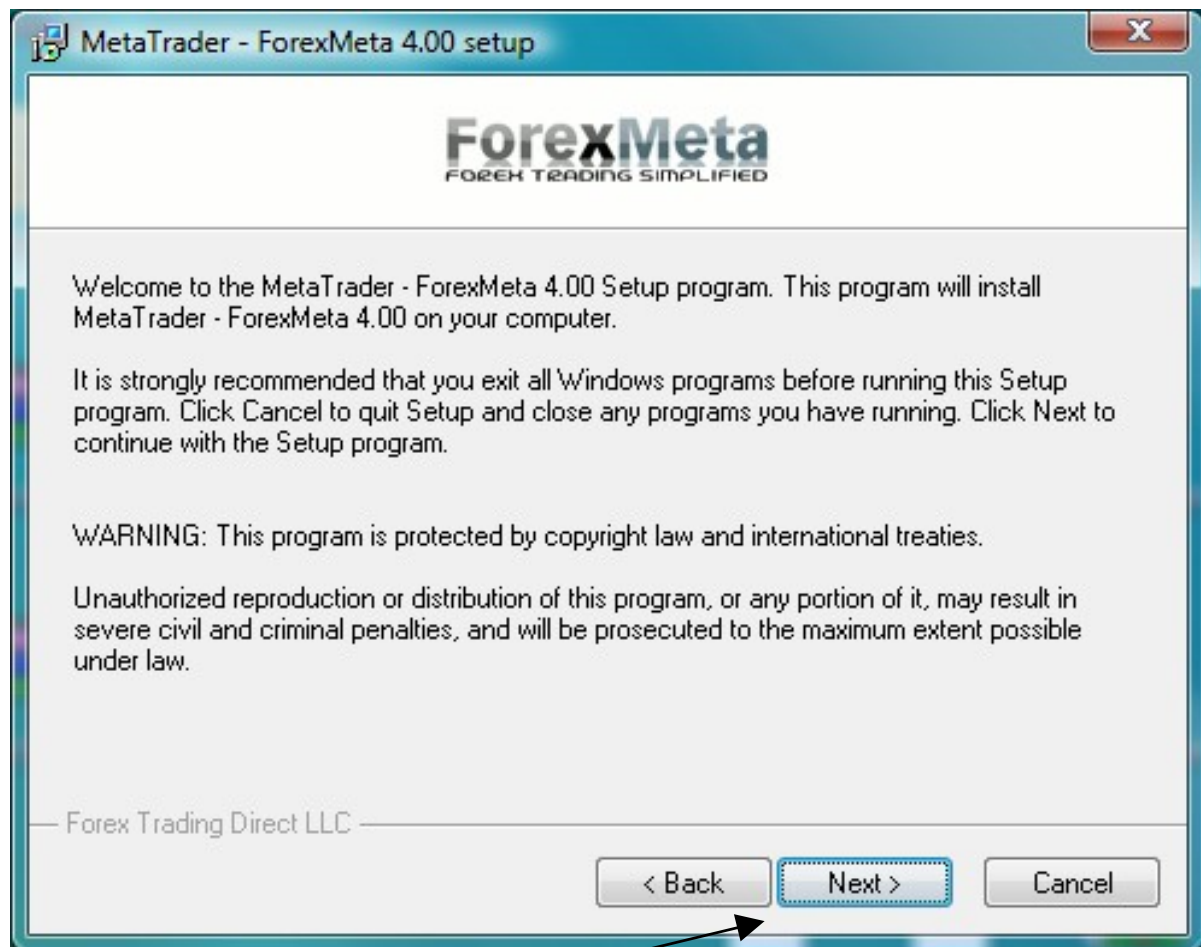 MetaTrader - ForexMeta 4.00 setup
ForexMeta
FOREX TRADING SIMPLIFIED
Welcome to the MetaTrader - ForexMeta 4.00 Setup program. This program will install
MetaTrader - ForexMeta 4.00 on your computer.
It is strongly recommended that you exit all Windows programs before running this Setup
program. Click Cancel to quit Setup and close any programs you have running. Click Next to
continue with the Setup program.
WARNING: This program is protected by copyright law and international treaties.
Unauthorized reproduction or distribution of this program, or any portion of it, may result in
severe civil and criminal penalties, and will be prosecuted to the maximum extent possible
under law.
Forex Trading Direct LLC
< Back Next > Cancel